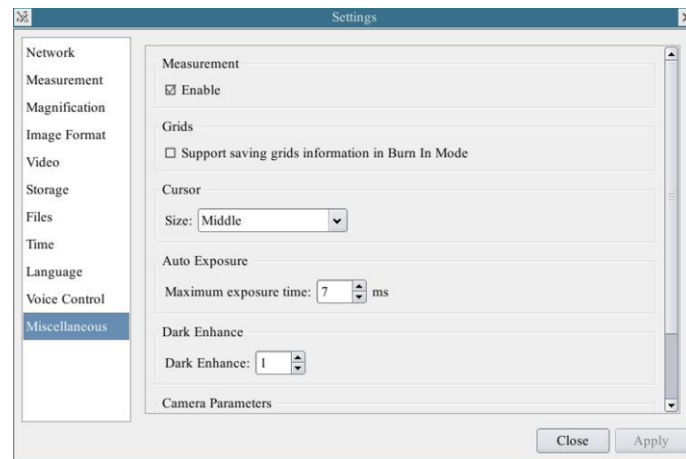 Settings
Network
Measurement
Magnification
Image Format
Video
Storage
Files
Time
Language
Voice Control
Miscellaneous
Measurement
Enable
Grids
Support saving grids information in Burn In Mode
Cursor
Size: Middle
Auto Exposure
Maximum exposure time: 7 ms
Dark Enhance
Dark Enhance: 1
Camera Parameters
Close Apply